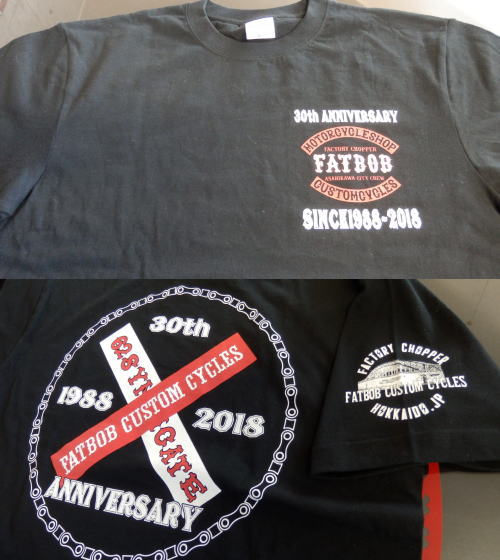 30th ANNIVERSARY
MOTORCYCLESHOP
FACTORY CHOPPER
FATBOB
ASAHIKAWA CITY CREW
CUSTOMCYCLES
SINCE1988-2018
30th
1988
FATBOB CUSTOM CYCLES
2018
ANNIVERSARY
FACTORY CHOPPER
FATBOB CUSTOM CYCLES
HOKKAIDO.JP